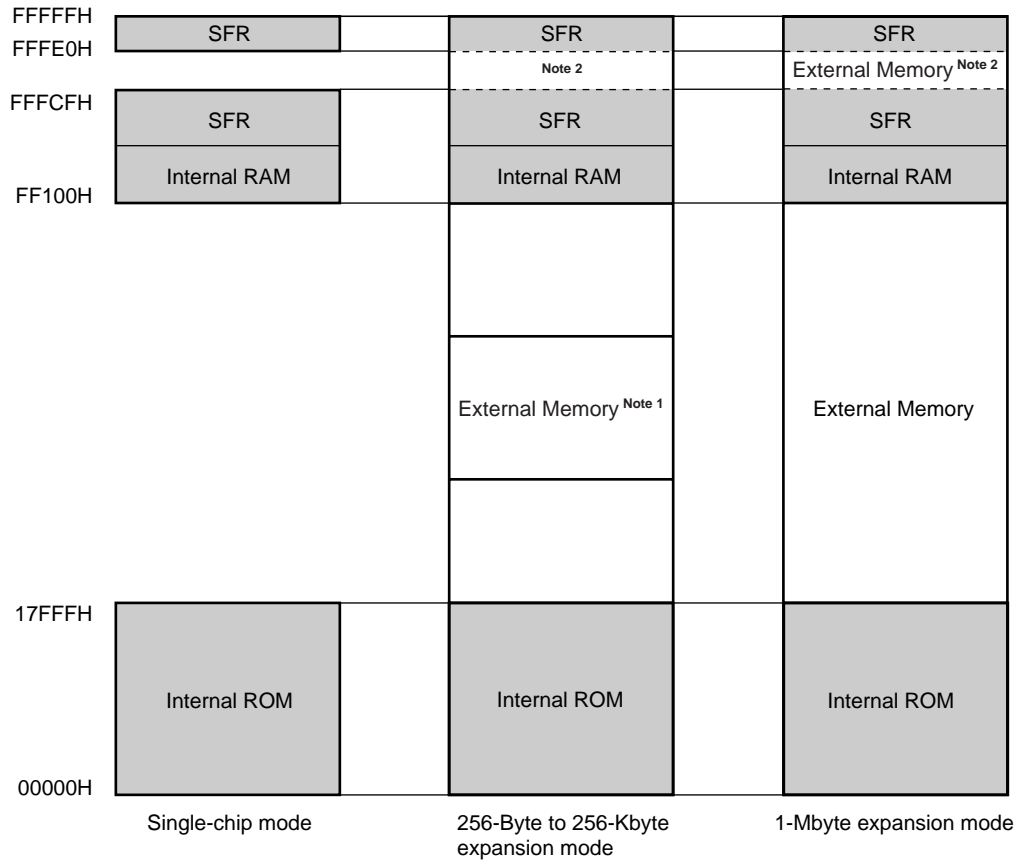 FFFFFH
SFR
SFR
SFR
FFFE0H
Note 2
External Memory Note 2
FFFCFH
SFR
SFR
SFR
Internal RAM
Internal RAM
Internal RAM
FF100H
External Memory Note 1
External Memory
17FFFH
Internal ROM
Internal ROM
Internal ROM
00000H
Single-chip mode
256-Byte to 256-Kbyte
expansion mode
1-Mbyte expansion mode